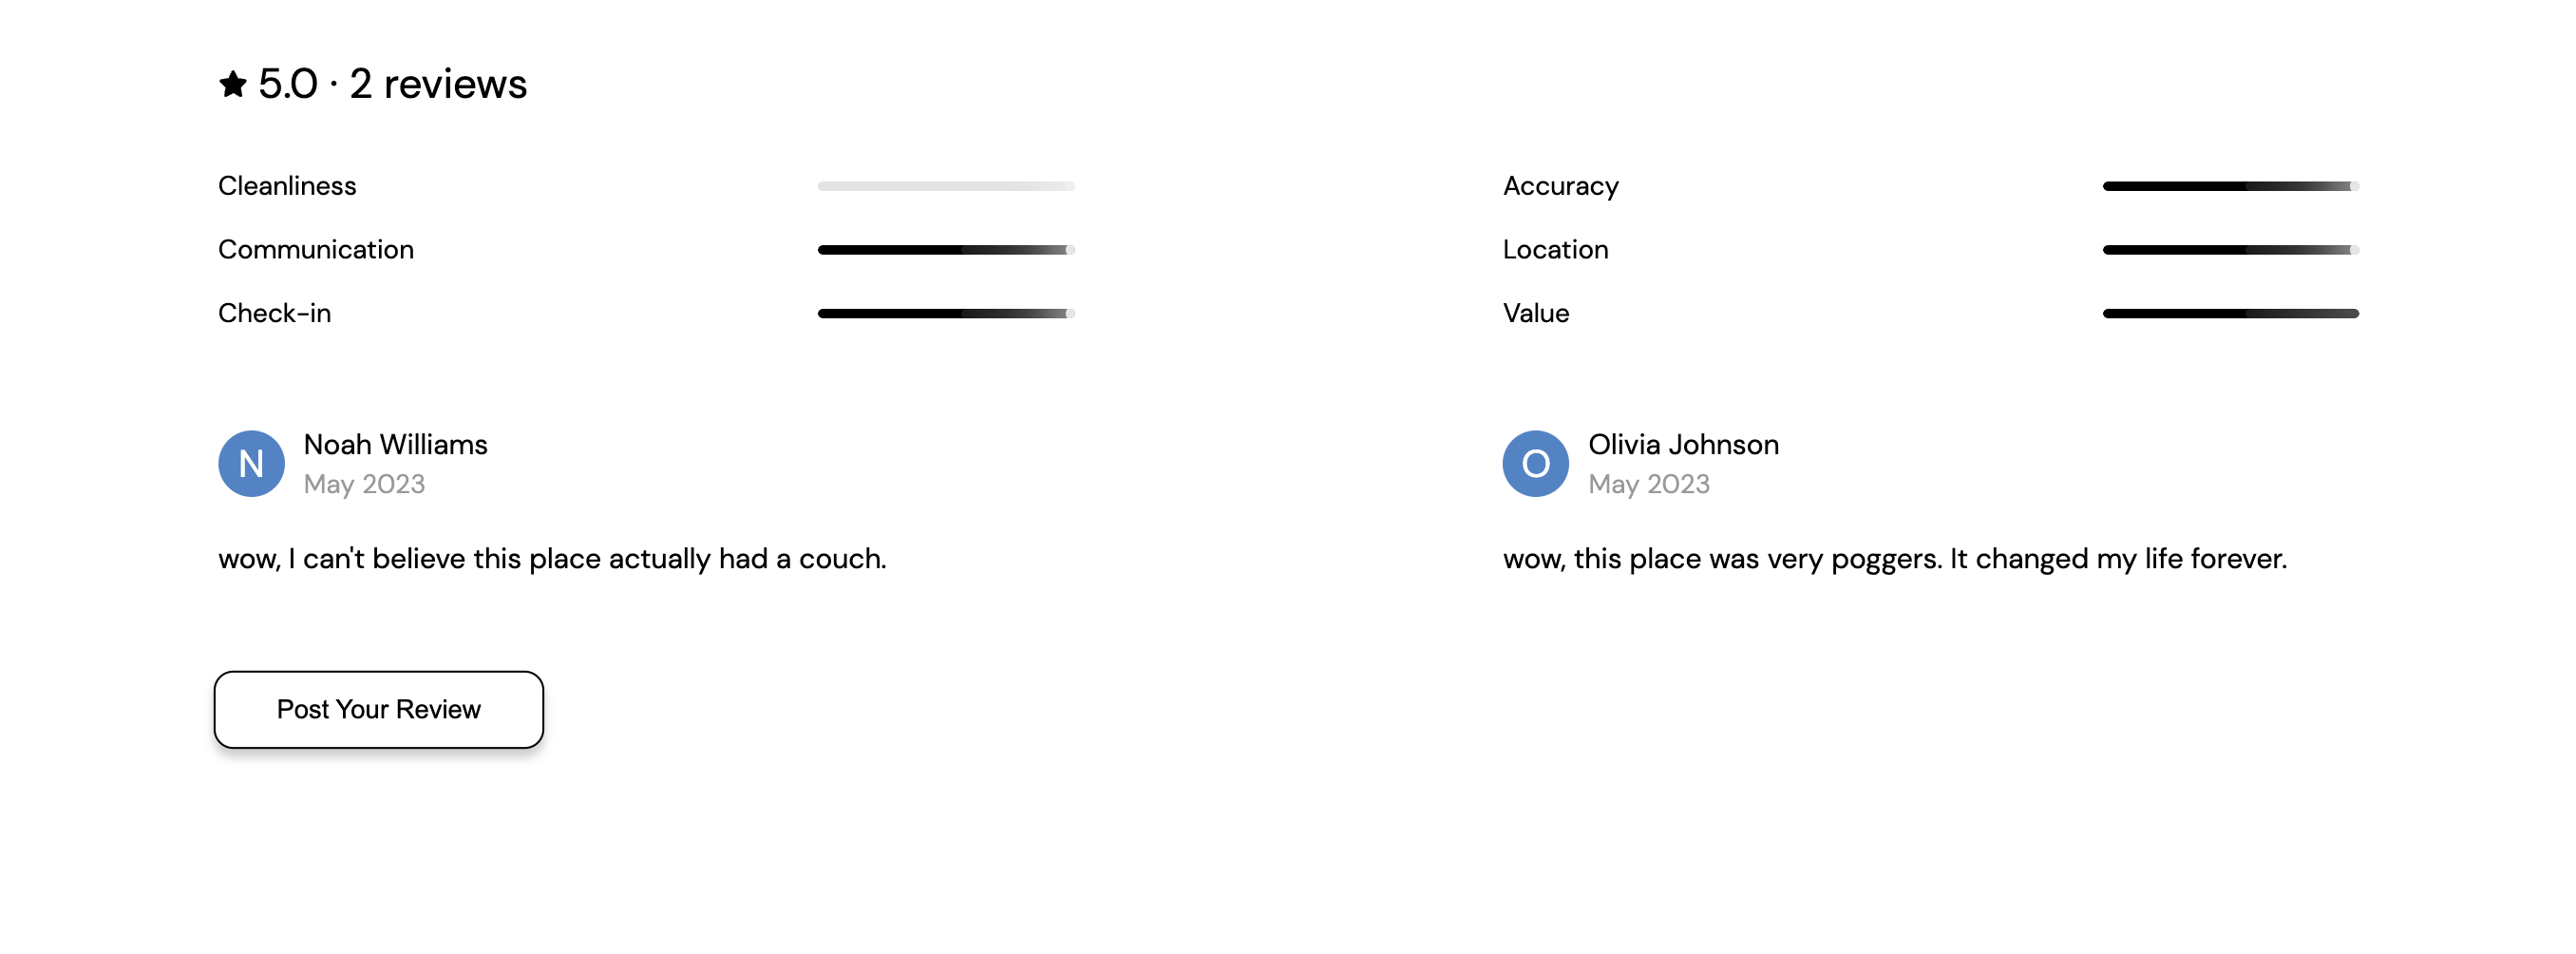 5.0 · 2 reviews
Cleanliness
Accuracy
Communication
Location
Check-in
Value
N
Noah Williams
May 2023
wow, I can't believe this place actually had a couch.
O
Olivia Johnson
May 2023
wow, this place was very poggers. It changed my life forever.
Post Your Review